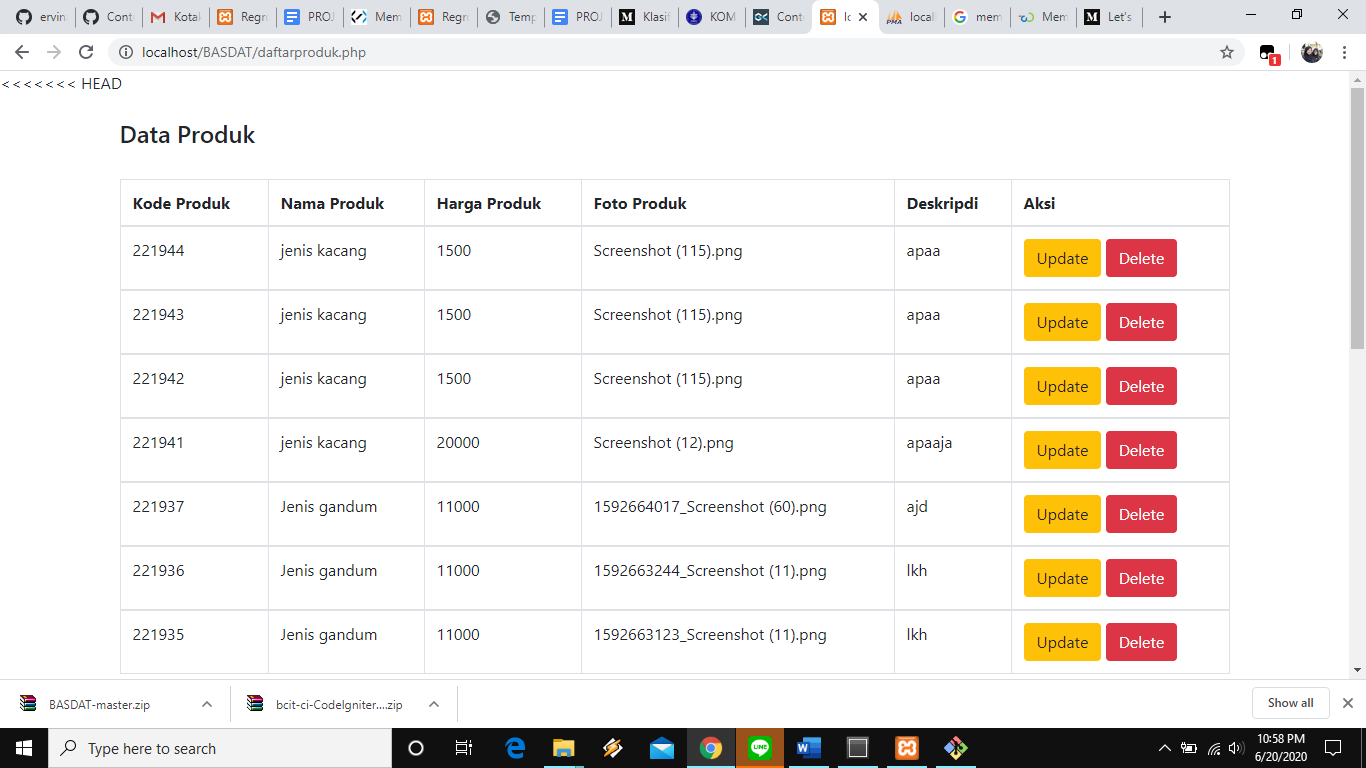 ervin
Cont
Kotak
Regr
PROJ
Mem
Regr
Temp
PROJ
Klasif
KOM
Cont
lo
local
mem
Mem
Let's
localhost/BASDAT/daftarproduk.php
1
<<<<<<< HEAD
Data Produk
Kode Produk Nama Produk Harga Produk Foto Produk Deskripdi Aksi
221944 jenis kacang 1500 Screenshot (115).png apaa Update Delete
221943 jenis kacang 1500 Screenshot (115).png apaa Update Delete
221942 jenis kacang 1500 Screenshot (115).png apaa Update Delete
221941 jenis kacang 20000 Screenshot (12).png apaaja Update Delete
221937 Jenis gandum 11000 1592664017_Screenshot (60).png ajd Update Delete
221936 Jenis gandum 11000 1592663244_Screenshot (11).png lkh Update Delete
221935 Jenis gandum 11000 1592663123_Screenshot (11).png lkh Update Delete
BASDAT-master.zip
bcit-ci-CodeIgniter....zip
Show all
Type here to search
LINE
10:58 PM
6/20/2020